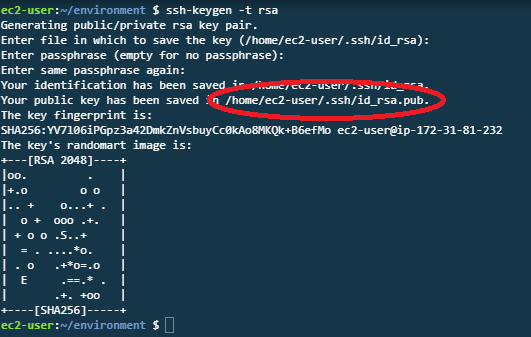 ec2-user:~/environment $ ssh-keygen -t rsa
Generating public/private rsa key pair.
Enter file in which to save the key (/home/ec2-user/.ssh/id_rsa):
Enter passphrase (empty for no passphrase):
Enter same passphrase again:
Your identification has been saved in /home/ec2-user/.ssh/id_rsa.
Your public key has been saved in /home/ec2-user/.ssh/id_rsa.pub.
The key fingerprint is:
SHA256:YV7106iPGpz3a42DmkZnVsbuyCc0kAo8MKQk+B6efMo ec2-user@ip-172-31-81-232
The key's randomart image is:
+---[RSA 2048]----+
|oo.         .    |
|+.o        o o   |
|.. +    o...+ .  |
|  o +  ooo .+.   |
| + o o .S..+     |
|  = . ....*o.    |
| . o   .+*o=.o   |
|  E     .==.* .  |
|       .+. +oo   |
+----[SHA256]-----+
ec2-user:~/environment $